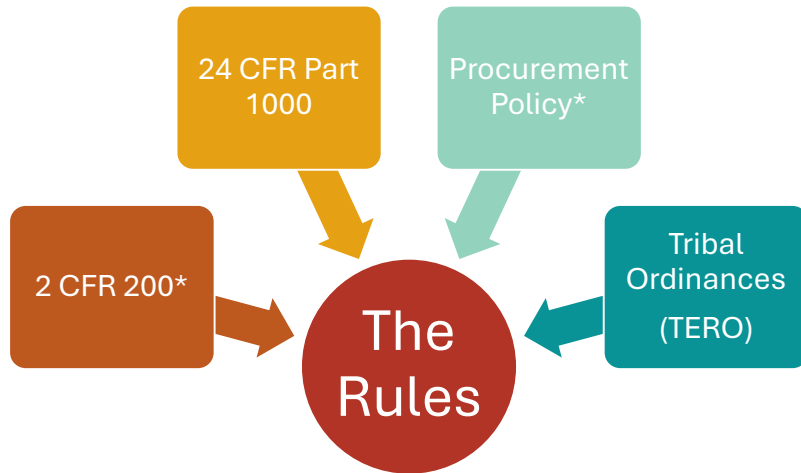 24 CFR Part
1000
Procurement
Policy*
2 CFR 200*
Tribal
Ordinances
(TERO)
The
Rules